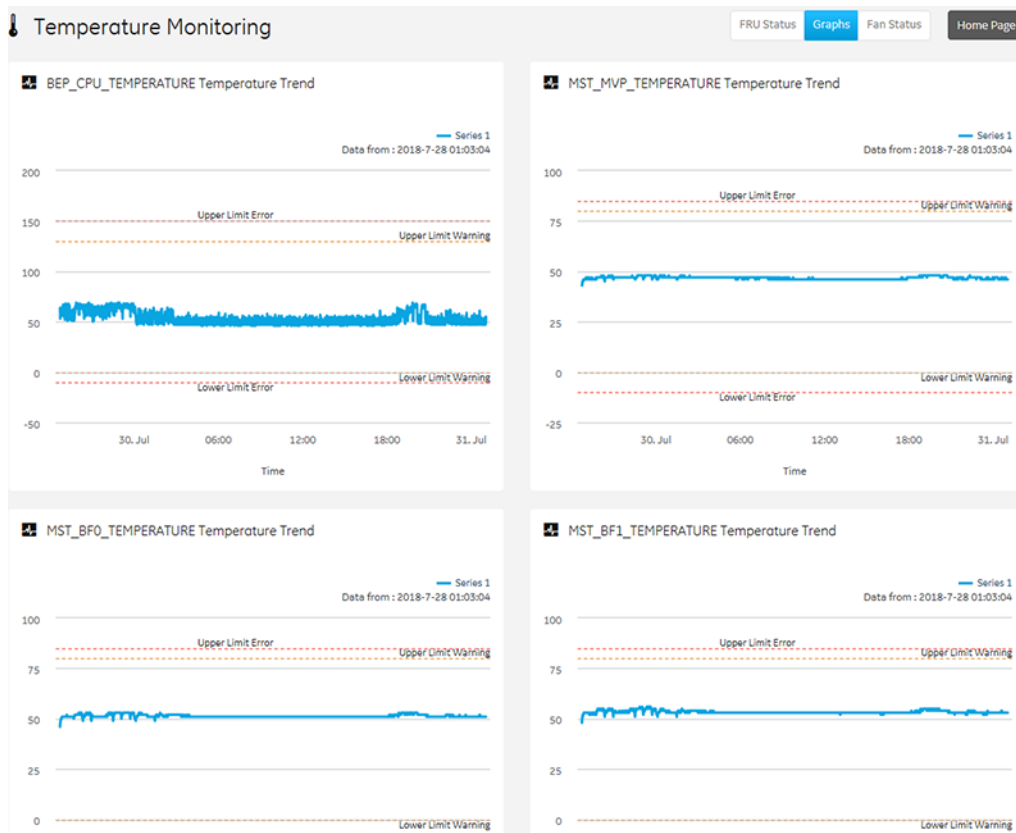 Temperature Monitoring
FRU Status Graphs Fan Status Home Page
BEP_CPU_TEMPERATURE Temperature Trend
Series 1
Data from : 2018-7-28 01:03:04
200
Upper Limit Error
150
Upper Limit Warning
100
50
0
Lower Limit Warning
Lower Limit Error
-50
30. Jul 06:00 12:00 18:00 31. Jul
Time
MST_MVP_TEMPERATURE Temperature Trend
Series 1
Data from : 2018-7-28 01:03:04
100
Upper Limit Error
Upper Limit Warning
75
50
25
0
Lower Limit Warning
Lower Limit Error
-25
30. Jul 06:00 12:00 18:00 31. Jul
Time
MST_BF0_TEMPERATURE Temperature Trend
Series 1
Data from : 2018-7-28 01:03:04
100
Upper Limit Error
Upper Limit Warning
75
50
25
0
Lower Limit Warning
MST_BF1_TEMPERATURE Temperature Trend
Series 1
Data from : 2018-7-28 01:03:04
100
Upper Limit Error
Upper Limit Warning
75
50
25
0
Lower Limit Warning